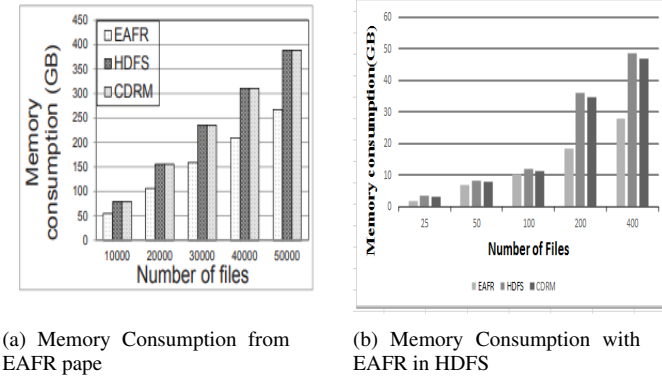 450
400
350
300
250
200
150
100
50
0
EAFR
HDFS
CDRM
Memory
consumption (GB)
10000 20000 30000 40000 50000
Number of files
60
50
40
30
20
10
0
Memory consumption(GB)
25 50 100 200 400
Number of Files
EAFR HDFS CDRM
(a) Memory Consumption from
EAFR pape
(b) Memory Consumption with
EAFR in HDFS